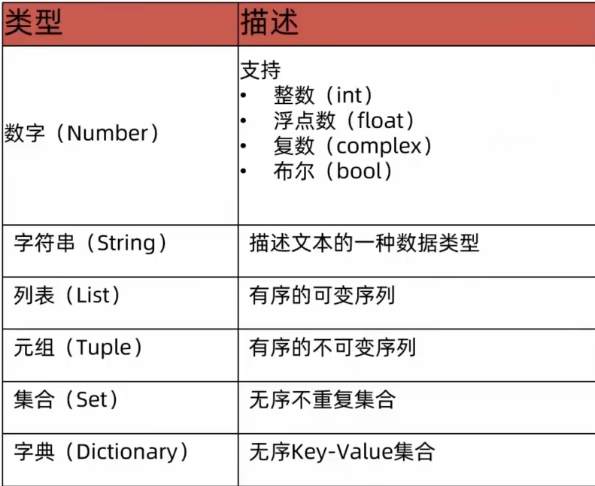 类型 描述
数字（Number）
支持
• 整数（int）
• 浮点数（float）
• 复数（complex）
• 布尔（bool）
字符串（String） 描述文本的一种数据类型
列表（List） 有序的可变序列
元组（Tuple） 有序的不可变序列
集合（Set） 无序不重复集合
字典（Dictionary） 无序Key-Value集合